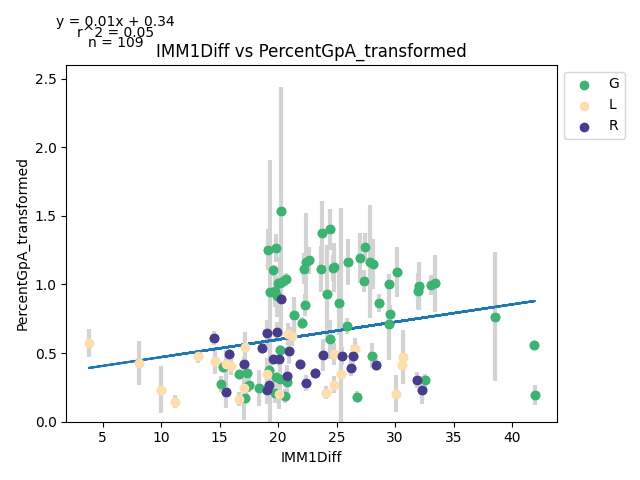 y = 0.01x + 0.34
r^2 = 0.05
n = 109
IMM1Diff vs PercentGpA_transformed
G
L
R
PercentGpA_transformed
2.5
2.0
1.5
1.0
0.5
0.0
5 10 15 20 25 30 35 40
IMM1Diff